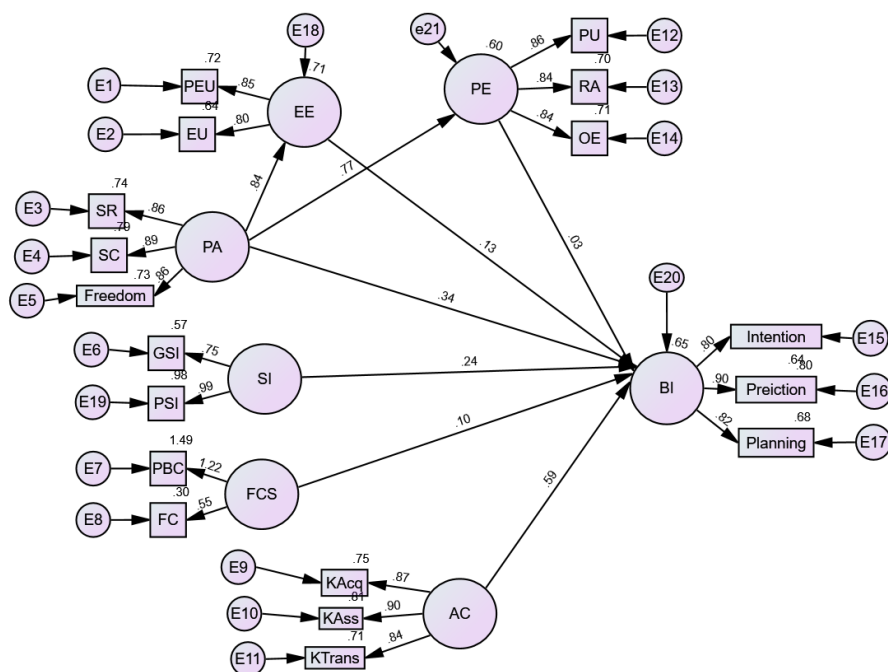 E18
e21
.60
.86
PU
E12
.72
.71
.70
E1
PEU
.85
EE
PE
.84
RA
E13
.64
.71
E2
EU
.80
.84
OE
E14
.77
.84
.74
E3
SR
.86
.79
PA
.03
.13
E4
SC
.89
.73
.86
E5
Freedom
E20
.34
.57
.65
.80
Intention
E15
E6
GSI
.75
.64
.98
SI
.24
BI
.80
E19
PSI
.99
.90
Preiction
E16
.82
.68
1.49
.10
Planning
E17
E7
PBC
1.22
.30
FCS
.59
E8
FC
.55
.75
E9
KAcq
.87
.81
E10
KAss
.90
AC
.71
.84
E11
KTrans